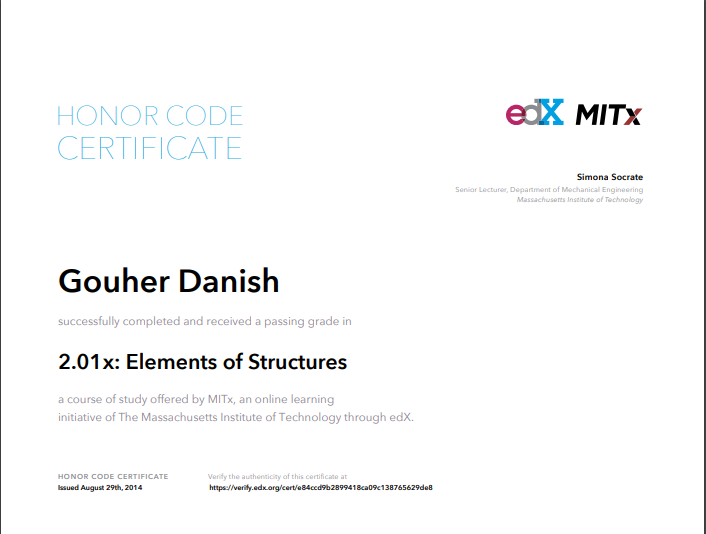 HONOR CODE
CERTIFICATE
edX MITx
Simona Socrate
Senior Lecturer, Department of Mechanical Engineering
Massachusetts Institute of Technology
Gouher Danish
successfully completed and received a passing grade in
2.01x: Elements of Structures
a course of study offered by MITx, an online learning
initiative of The Massachusetts Institute of Technology through edX.
HONOR CODE CERTIFICATE
Issued August 29th, 2014
Verify the authenticity of this certificate at
https://verify.edx.org/cert/e84ccd9b2899418ca09c138765629de8